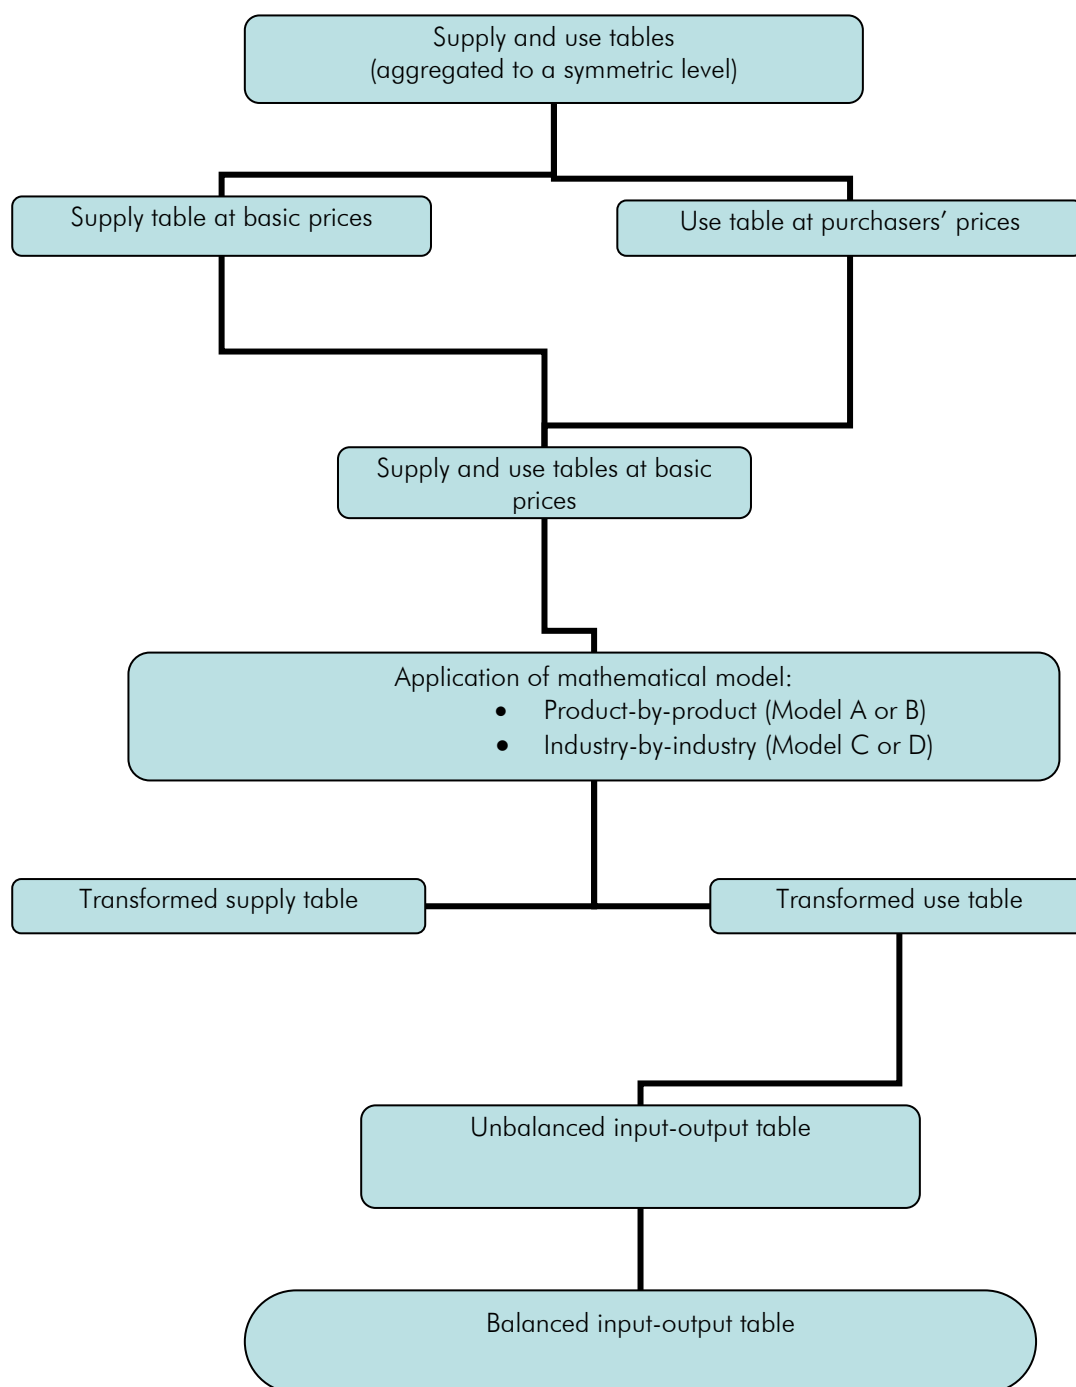 Supply and use tables
(aggregated to a symmetric level)
Supply table at basic prices
Use table at purchasers’ prices
Supply and use tables at basic
prices
Application of mathematical model:
• Product-by-product (Model A or B)
• Industry-by-industry (Model C or D)
Transformed supply table
Transformed use table
Unbalanced input-output table
Balanced input-output table